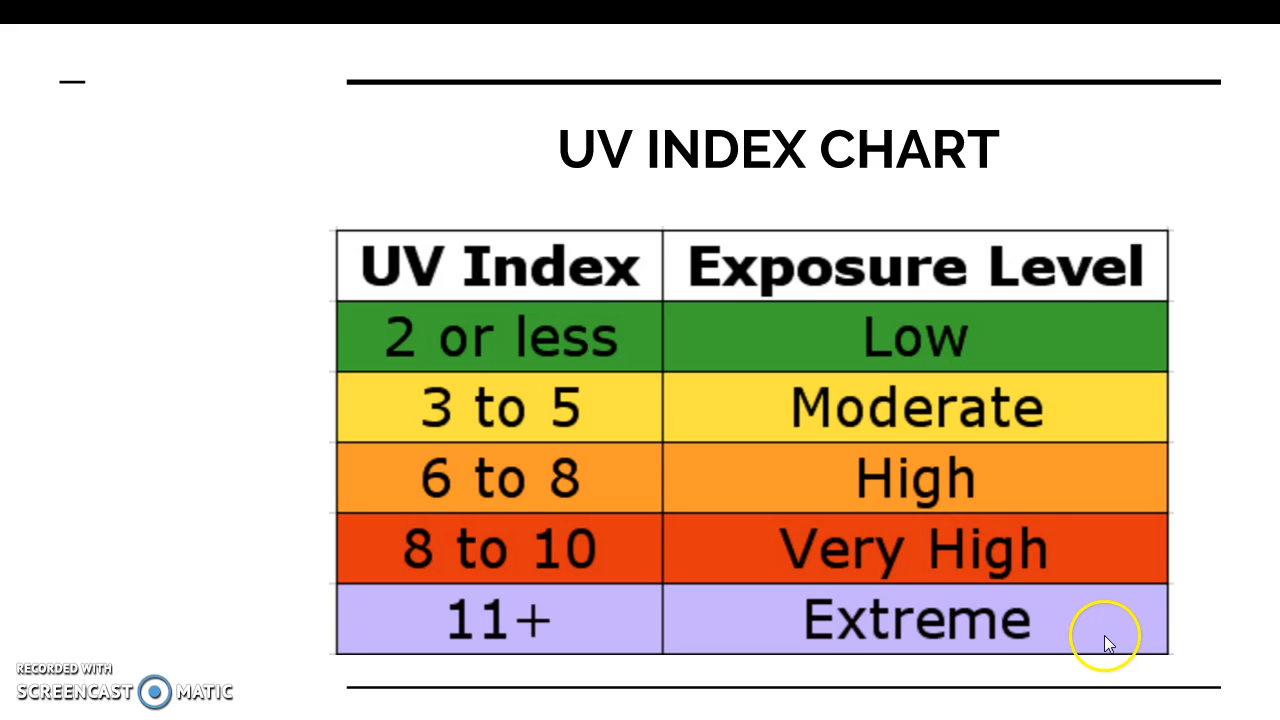 UV INDEX CHART
UV Index Exposure Level
2 or less Low
3 to 5 Moderate
6 to 8 High
8 to 10 Very High
11+ Extreme
RECORDED WITH
SCREENCAST MATIC